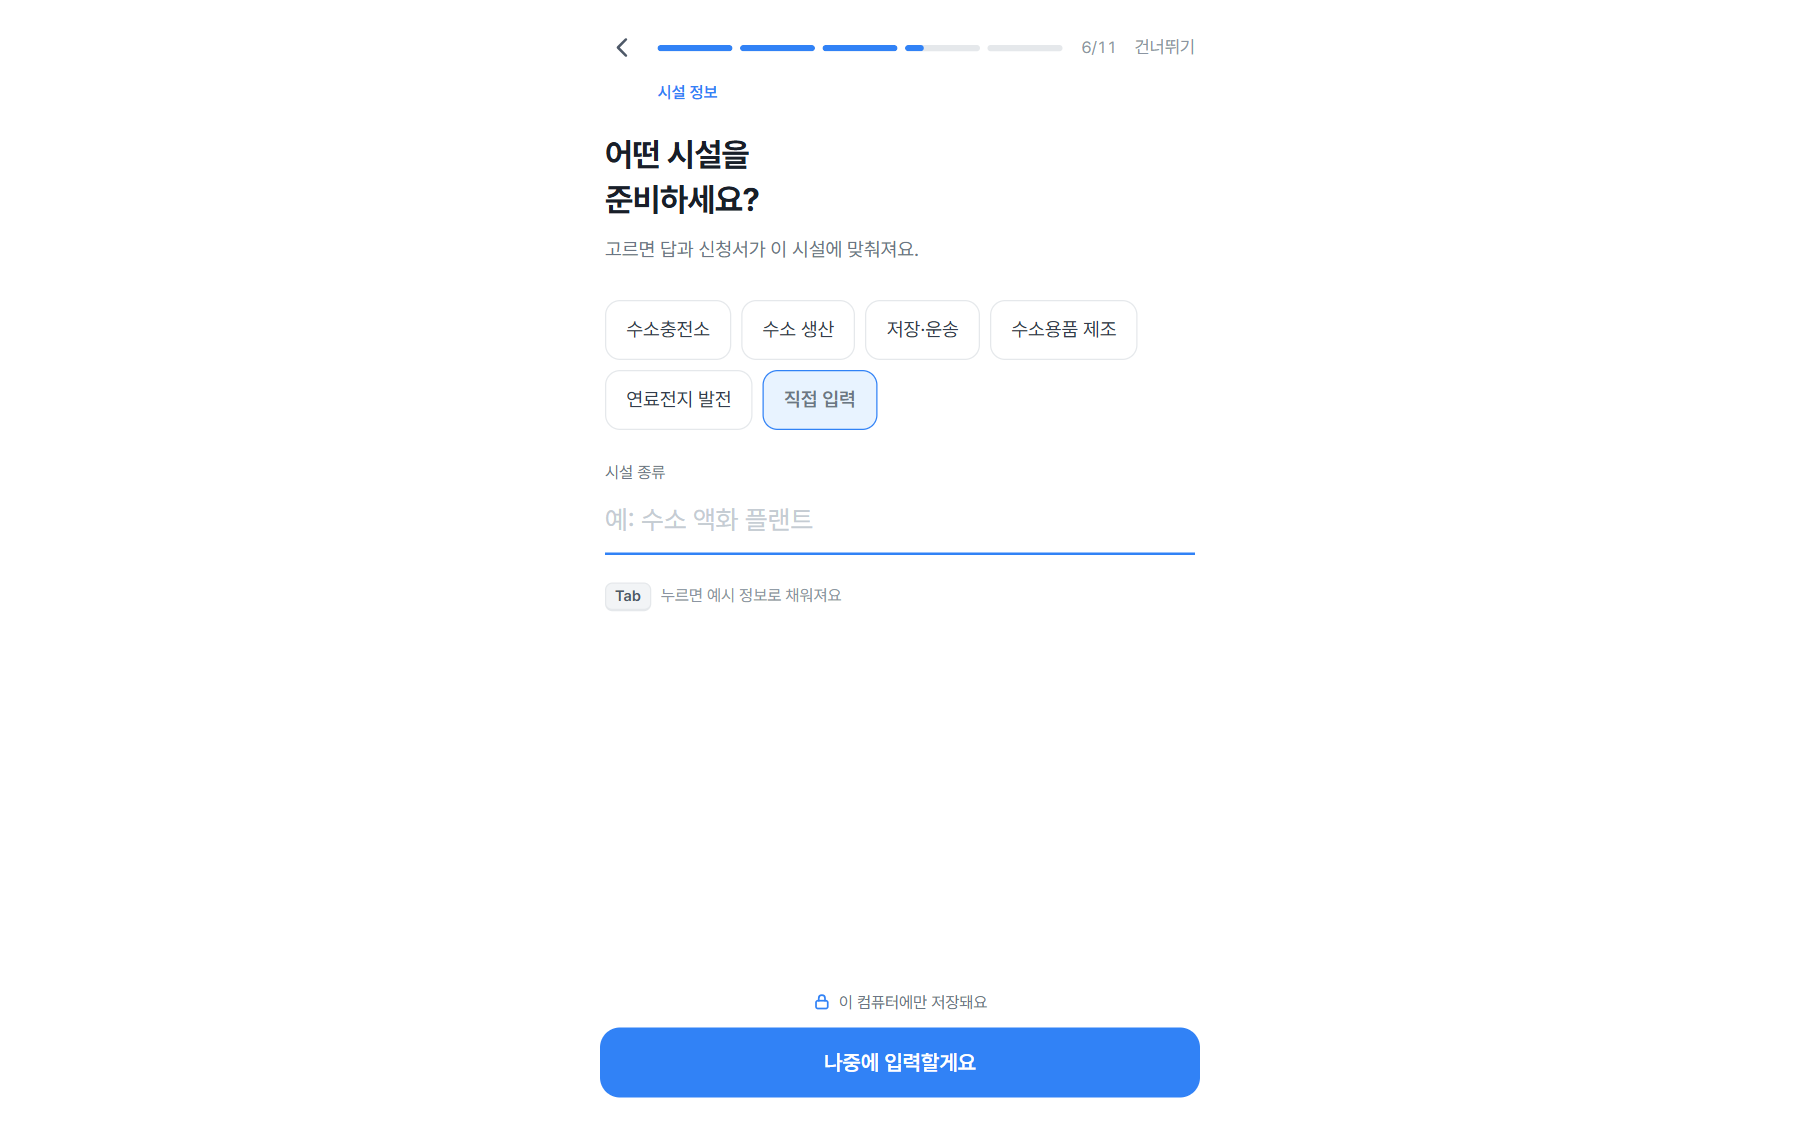 6/11 건너뛰기
시설 정보
어떤 시설을
준비하세요?
고르면 답과 신청서가 이 시설에 맞춰져요.
수소충전소 수소 생산 저장·운송 수소용품 제조
연료전지 발전 직접 입력
시설 종류
예: 수소 액화 플랜트
Tab 누르면 예시 정보로 채워져요
이 컴퓨터에만 저장돼요
나중에 입력할게요